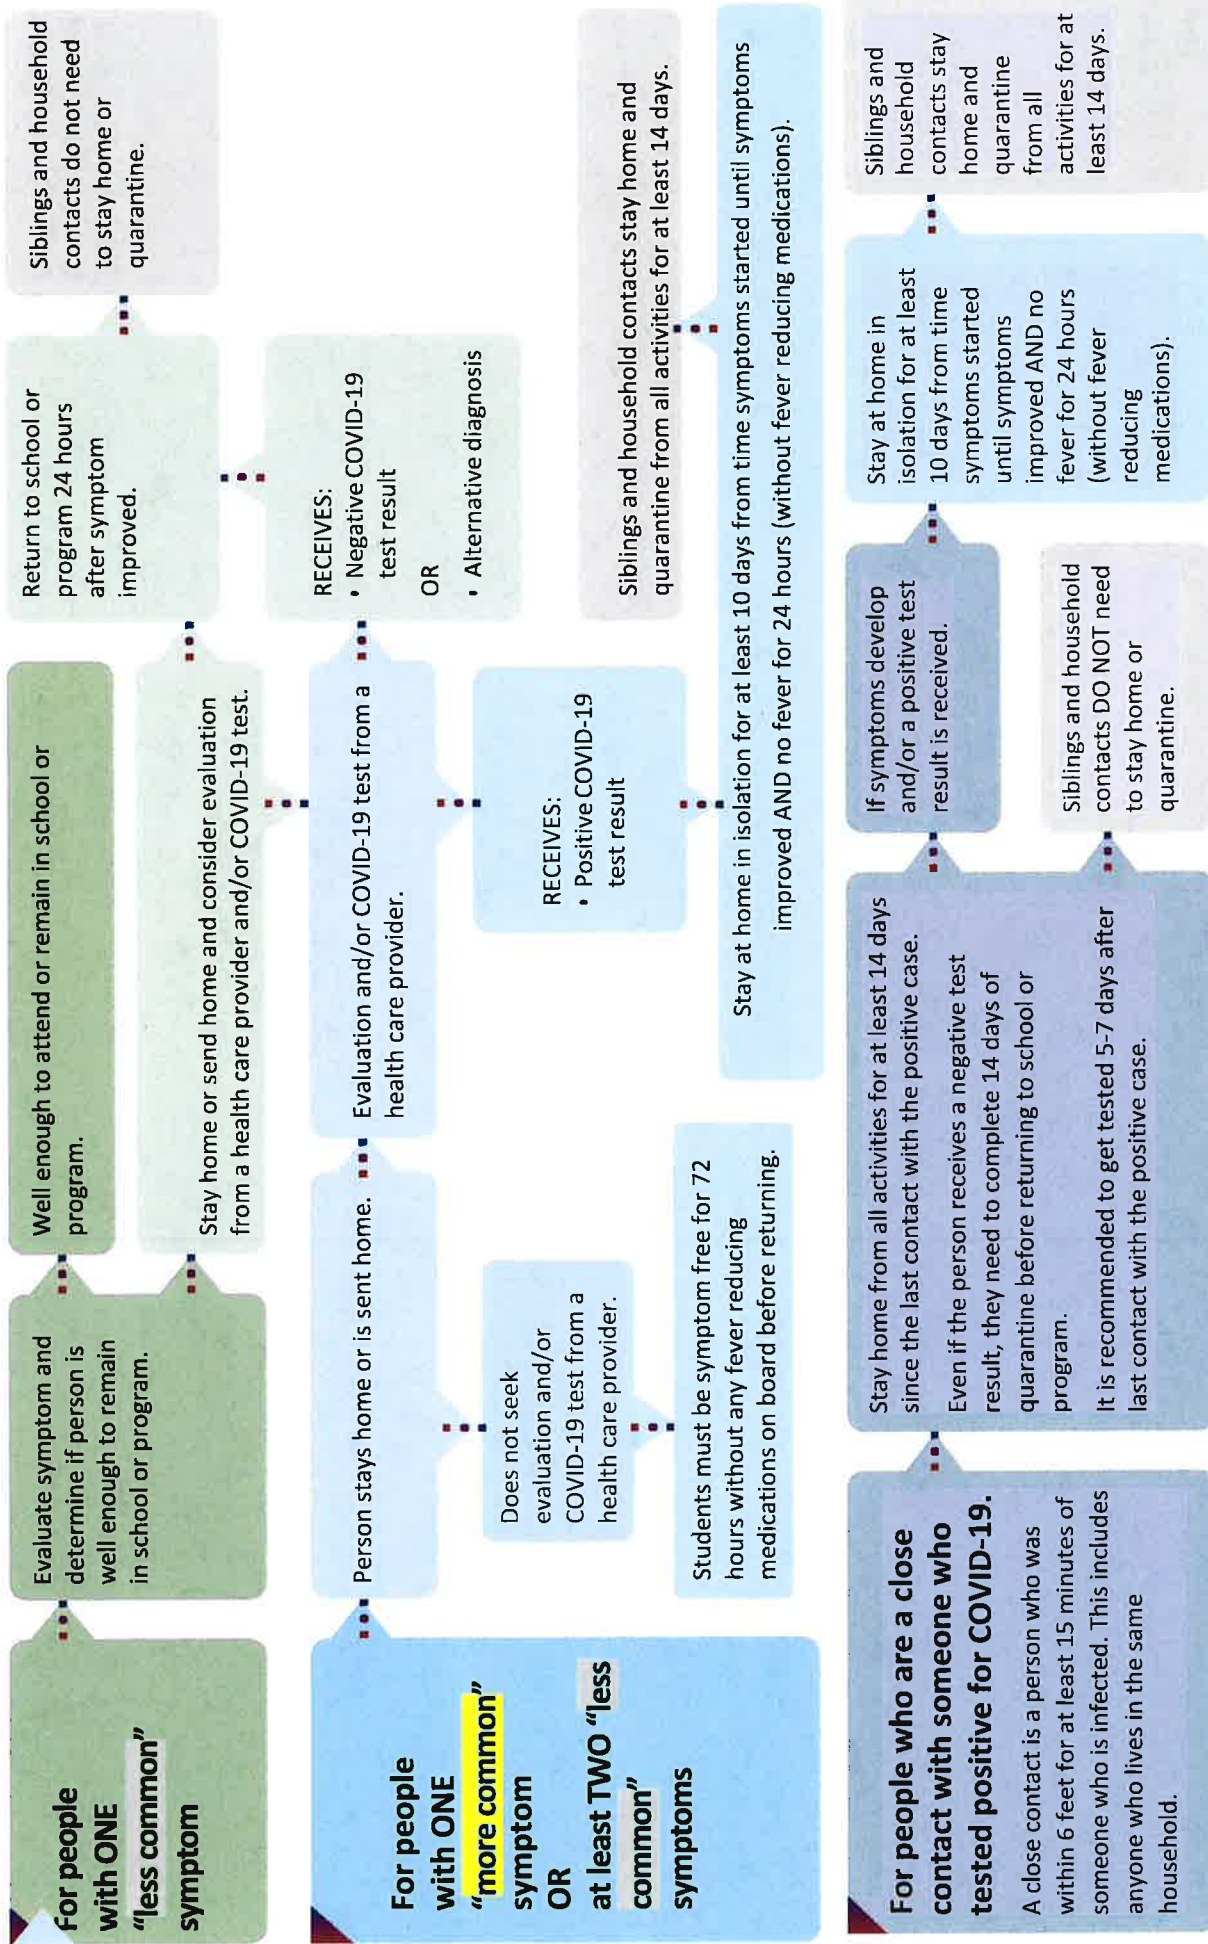 For people
with ONE
“less common”
symptom
Evaluate symptom and
determine if person is
well enough to remain
in school or program.
Well enough to attend or remain in school or
program.
Stay home or send home and consider evaluation
from a health care provider and/or COVID-19 test.
Return to school or
program 24 hours
after symptom
improved.
Siblings and household
contacts do not need
to stay home or
quarantine.
For people
with ONE
“more common”
symptom
OR
at least TWO “less
common”
symptoms
Person stays home or is sent home.
Does not seek
evaluation and/or
COVID-19 test from a
health care provider.
Students must be symptom free for 72
hours without any fever reducing
medications on board before returning.
Evaluation and/or COVID-19 test from a
health care provider.
RECEIVES:
• Negative COVID-19
test result
OR
• Alternative diagnosis
RECEIVES:
• Positive COVID-19
test result
Stay at home in isolation for at least 10 days from time symptoms started until symptoms
improved AND no fever for 24 hours (without fever reducing medications).
Siblings and household contacts stay home and
quarantine from all activities for at least 14 days.
For people who are a close
contact with someone who
tested positive for COVID-19.
A close contact is a person who was
within 6 feet for at least 15 minutes of
someone who is infected. This includes
anyone who lives in the same
household.
Stay home from all activities for at least 14 days
since the last contact with the positive case.
Even if the person receives a negative test
result, they need to complete 14 days of
quarantine before returning to school or
program.
It is recommended to get tested 5-7 days after
last contact with the positive case.
If symptoms develop
and/or a positive test
result is received.
Siblings and household
contacts DO NOT need
to stay home or
quarantine.
Stay at home in
isolation for at least
10 days from time
symptoms started
until symptoms
improved AND no
fever for 24 hours
(without fever
reducing
medications).
Siblings and
household
contacts stay
home and
quarantine
from all
activities for at
least 14 days.